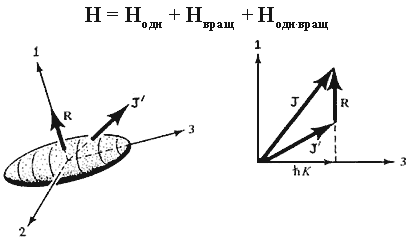 H = Hодн + Hвращ + Hодн-вращ
1
R
J'
3
2
1
J
R
J'
ħK
3